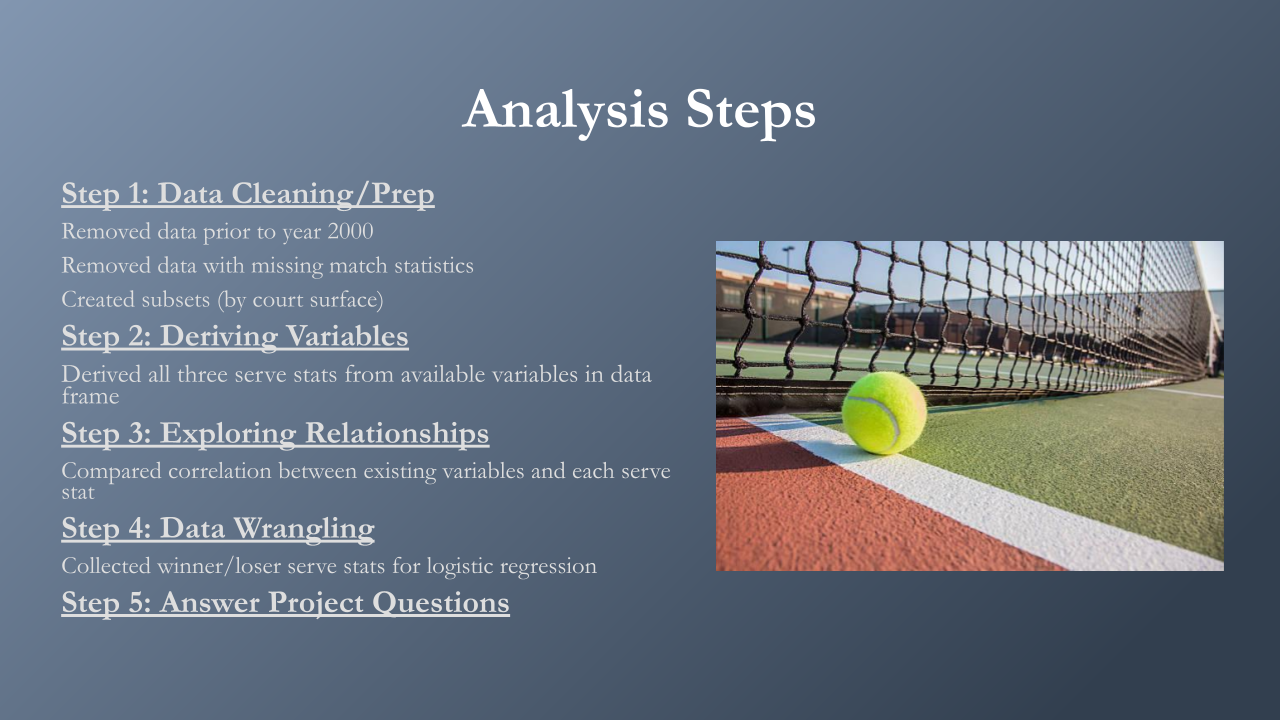 Analysis Steps
Step 1: Data Cleaning/Prep
Removed data prior to year 2000
Removed data with missing match statistics
Created subsets (by court surface)
Step 2: Deriving Variables
Derived all three serve stats from available variables in data
frame
Step 3: Exploring Relationships
Compared correlation between existing variables and each serve
stat
Step 4: Data Wrangling
Collected winner/loser serve stats for logistic regression
Step 5: Answer Project Questions